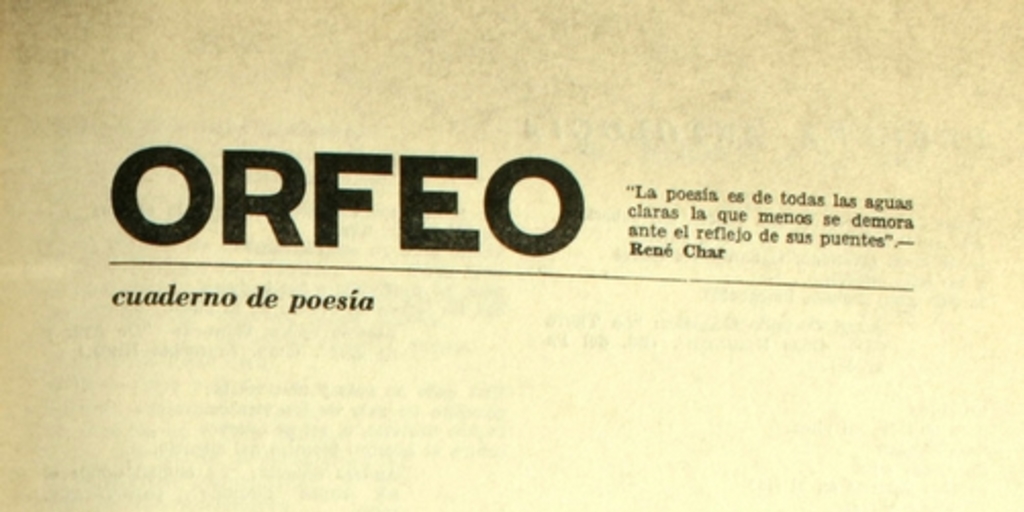 ORFEO
"La poesía es de todas las aguas
claras la que menos se demora
ante el reflejo de sus puentes".—
René Char
cuaderno de poesía